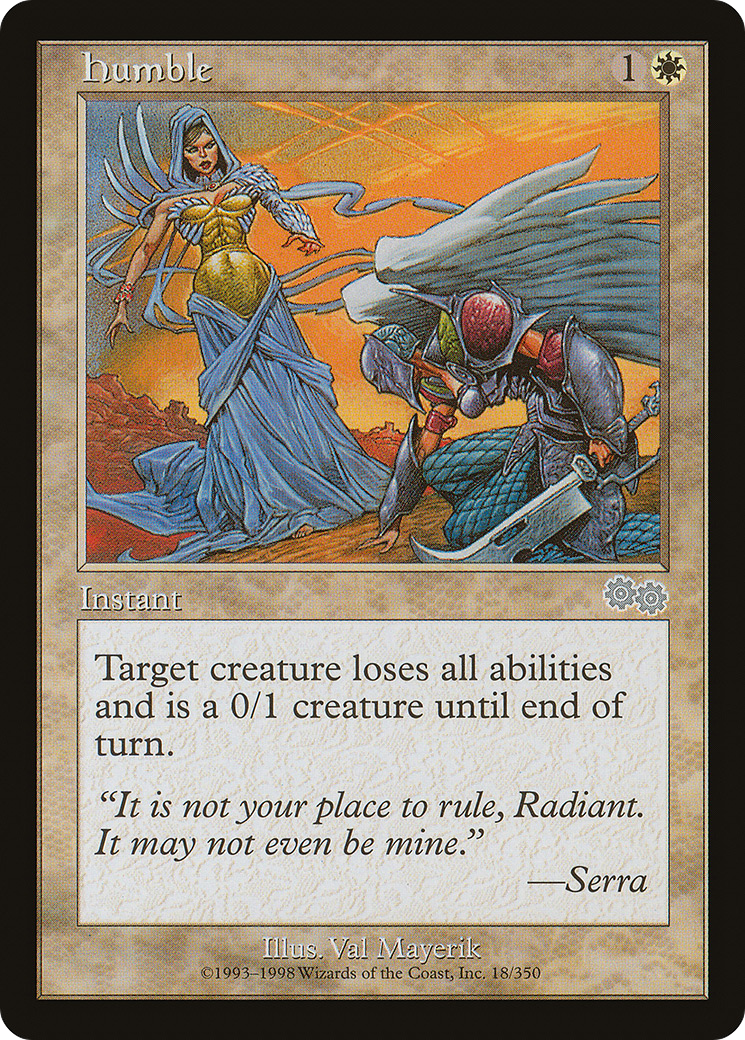 Humble 1
Instant
Target creature loses all abilities
and is a 0/1 creature until end of
turn.
“It is not your place to rule, Radiant.
It may not even be mine.”
—Serra
Illus. Val Mayerik
©1993–1998 Wizards of the Coast, Inc. 18/350